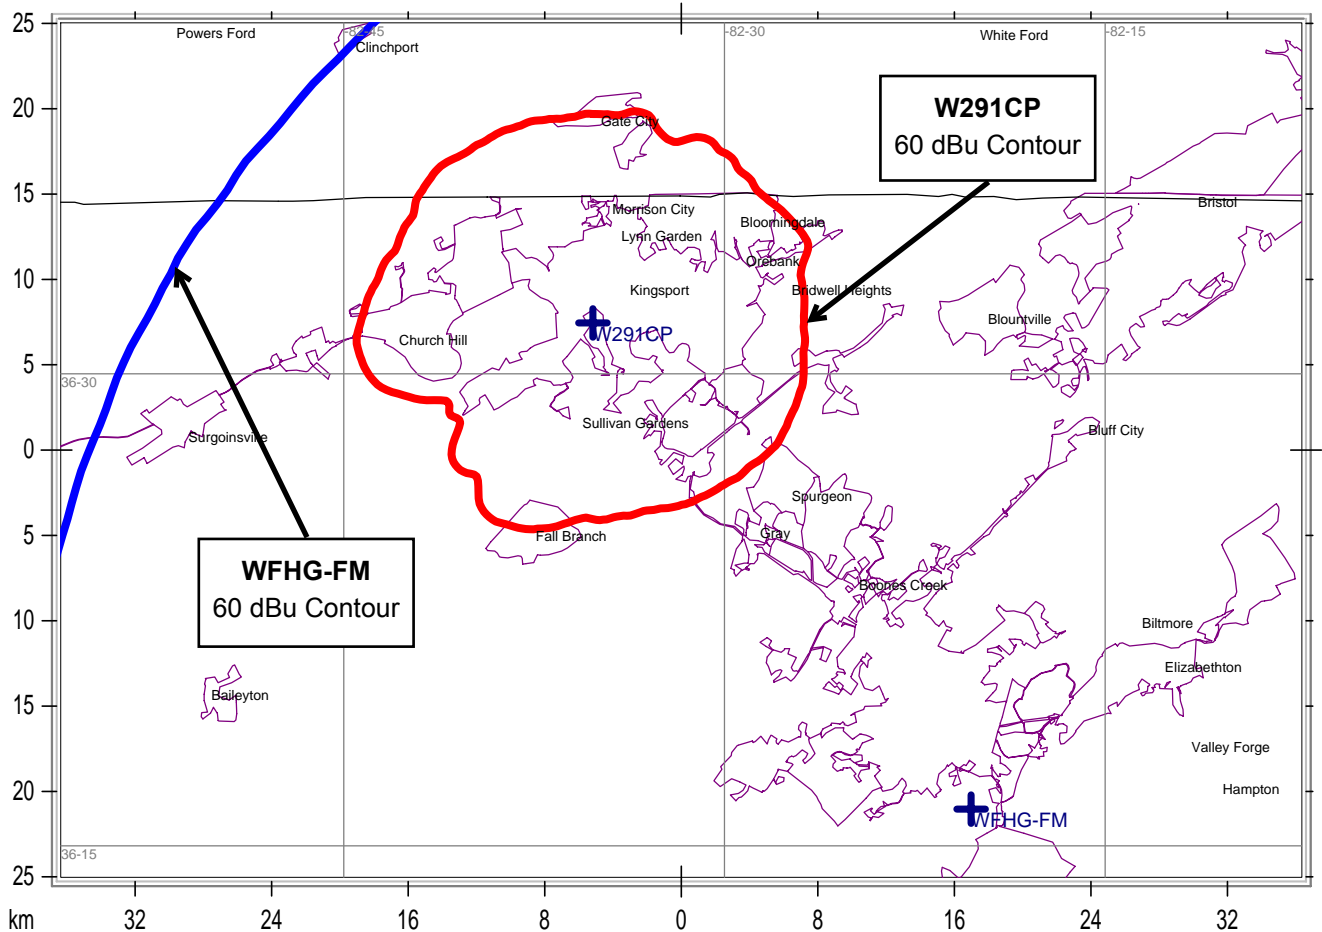 25
20
15
10
5
0
5
10
15
20
25
km
32
24
16
8
0
8
16
24
32
-82-45
-82-30
-82-15
36-30
36-15
Powers Ford
Clinchport
White Ford
Gate City
W291CP
60 dBu Contour
Morrison City
Lynn Garden
Bloomingdale
Orebank
Bristol
Kingsport
Bridwell Heights
Church Hill
W291CP
Blountville
Sullivan Gardens
Surgoinsville
Bluff City
Spurgeon
Fall Branch
Gray
WFHG-FM
60 dBu Contour
Boones Creek
Biltmore
Elizabethton
Baileyton
Valley Forge
Hampton
WFHG-FM